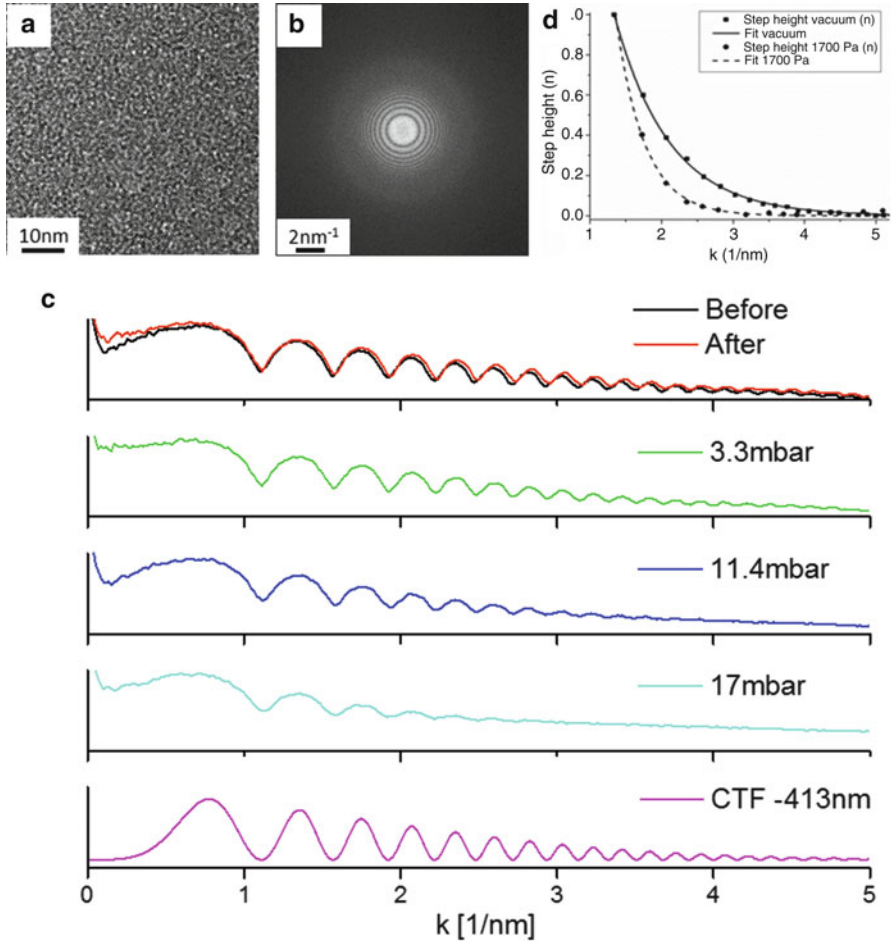 a
10nm
b
2nm⁻¹
d
Step height vacuum (n)
Fit vacuum
Step height 1700 Pa (n)
Fit 1700 Pa
.0
0.8
0.6
0.4
0.2
0.0
Step height (n)
1 2 3 4 5
k (1/nm)
c
Before
After
3.3mbar
11.4mbar
17mbar
CTF -413nm
0 1 2 3 4 5
k [1/nm]